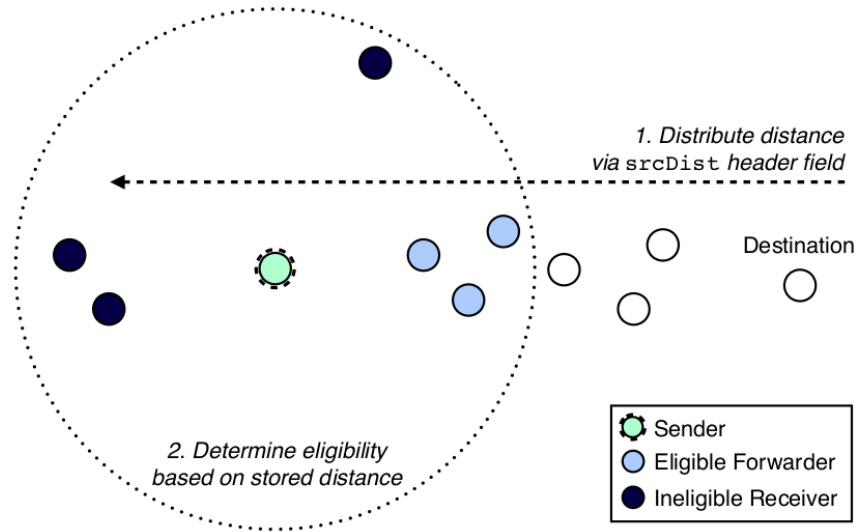 1. Distribute distance
via srcDist header field
Destination
2. Determine eligibility
based on stored distance
Sender
Eligible Forwarder
Ineligible Receiver